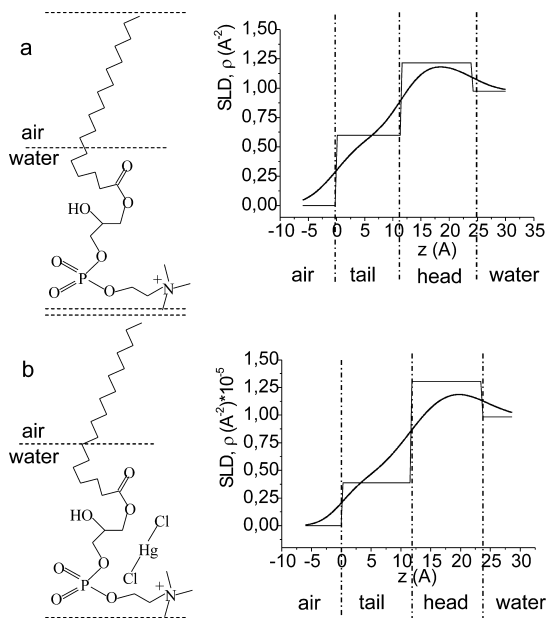 a
air
water
O
O
HO
O
O
P
O
O
+
N
SLD, ρ (A⁻²)
1,50
1,25
1,00
0,75
0,50
0,25
0,00
-10 -5 0 5 10 15 20 25 30 35
z (A)
air tail head water
b
air
water
O
O
HO
Cl
Hg
Cl
O
O
P
O
O
+
N
SLD, ρ (A⁻²)*10⁻⁵
1,50
1,25
1,00
0,75
0,50
0,25
0,00
-10 -5 0 5 10 15 20 25 30
z (A)
air tail head water